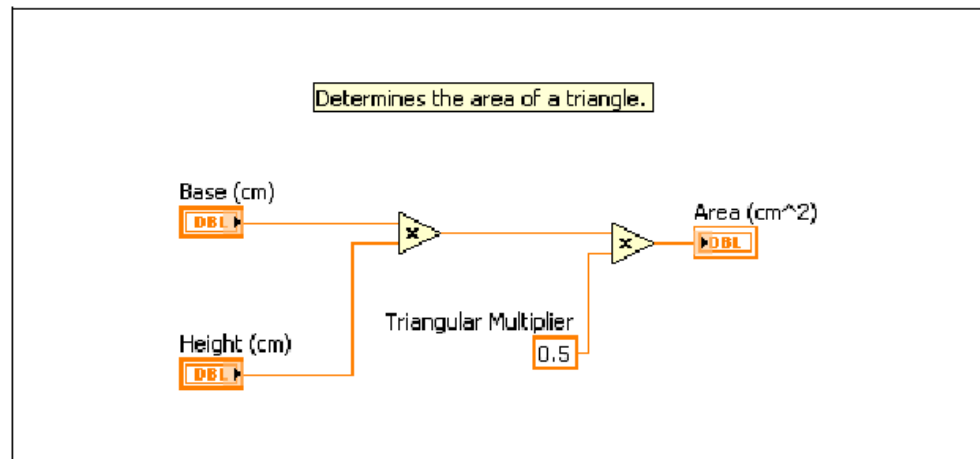 Determines the area of a triangle.
Base (cm)
DBL
x
x
Area (cm^2)
DBL
Triangular Multiplier
0.5
Height (cm)
DBL